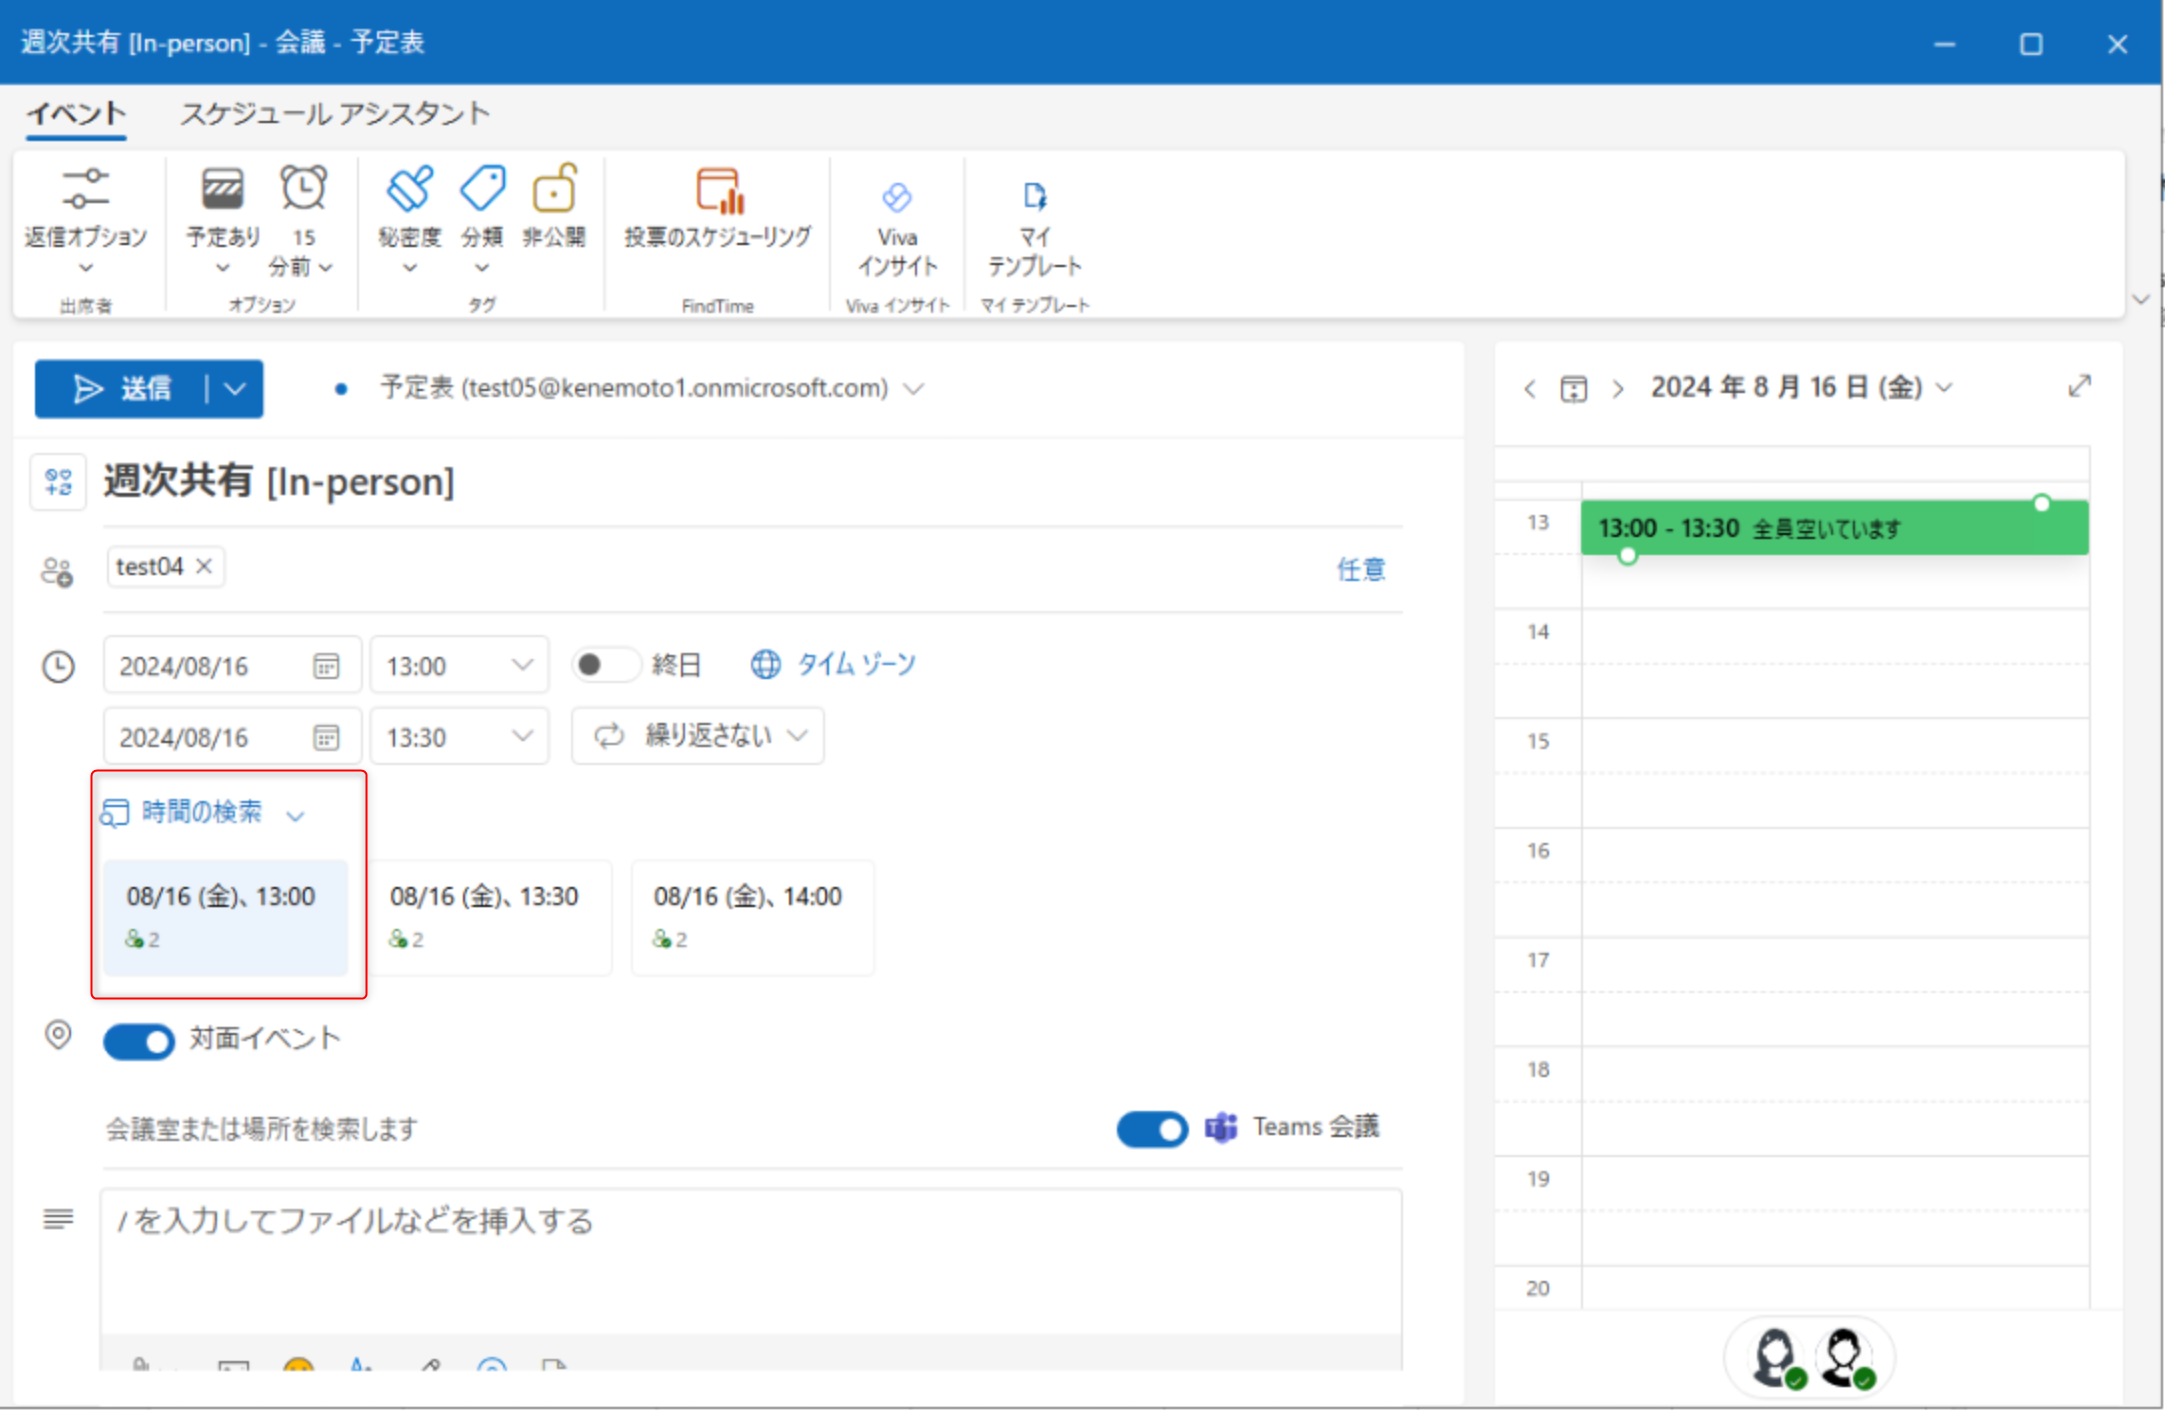 週次共有 [In-person] - 会議 - 予定表
イベント スケジュール アシスタント
返信オプション
出席者
予定あり 15 分前
オプション
秘密度 分類 非公開
タグ
投票のスケジューリング
FindTime
Viva インサイト
Viva インサイト
マイ テンプレート
マイ テンプレート
送信 予定表 (test05@kenemoto1.onmicrosoft.com)
週次共有 [In-person]
test04 任意
2024/08/16 13:00 終日 タイム ゾーン
2024/08/16 13:30 繰り返さない
時間の検索
08/16 (金)、13:00 08/16 (金)、13:30 08/16 (金)、14:00
2 2 2
対面イベント
会議室または場所を検索します Teams 会議
/ を入力してファイルなどを挿入する
2024 年 8 月 16 日 (金)
13 13:00 - 13:30 全員空いています
14
15
16
17
18
19
20